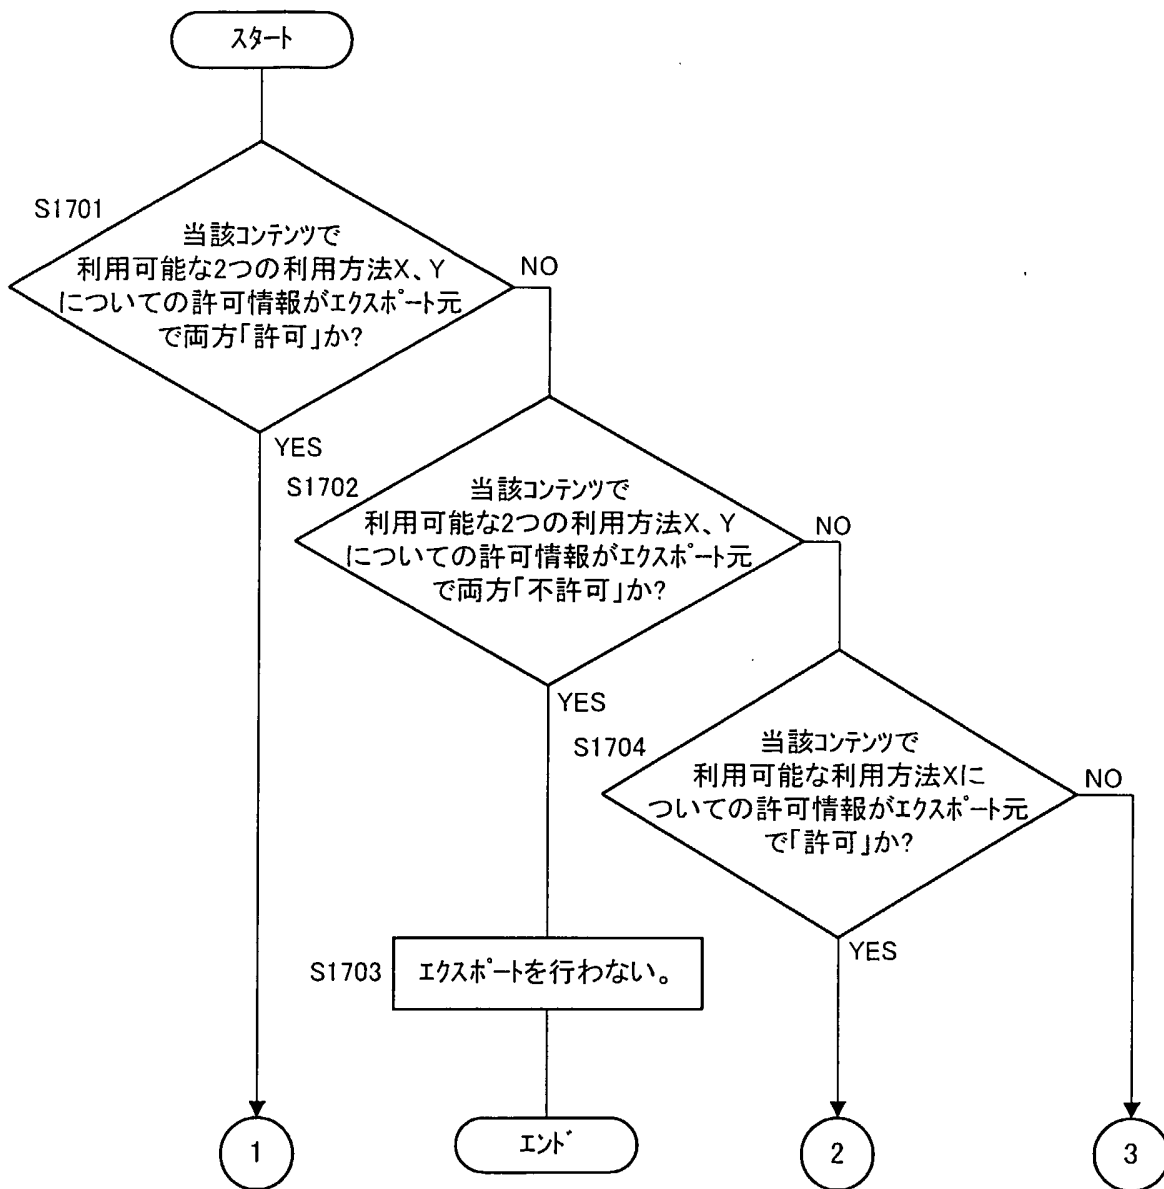 スタート
S1701
当該コンテンツで
利用可能な2つの利用方法X、Y
についての許可情報がエクスポート元
で両方「許可」か?
NO
YES
S1702
当該コンテンツで
利用可能な2つの利用方法X、Y
についての許可情報がエクスポート元
で両方「不許可」か?
NO
YES
S1704
当該コンテンツで
利用可能な利用方法Xに
ついての許可情報がエクスポート元
で「許可」か?
NO
YES
S1703
エクスポートを行わない。
1
エンド
2
3